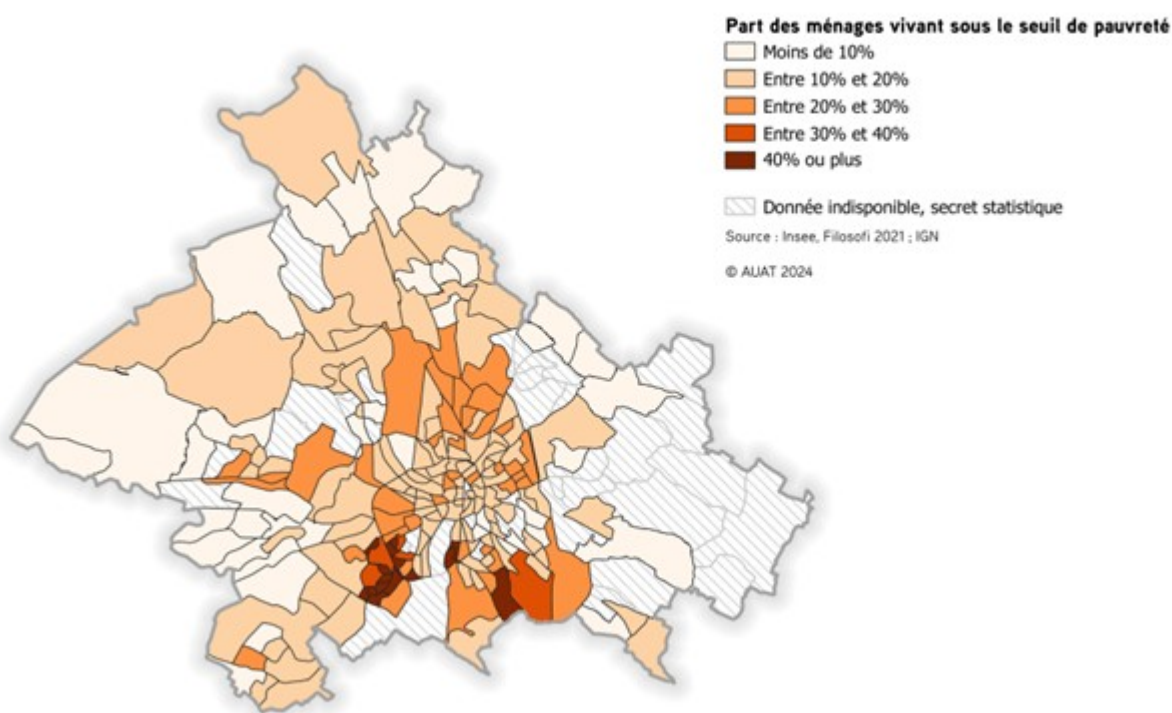 Part des ménages vivant sous le seuil de pauvreté
Moins de 10%
Entre 10% et 20%
Entre 20% et 30%
Entre 30% et 40%
40% ou plus
Donnée indisponible, secret statistique
Source : Insee, Filosofi 2021 ; IGN
© AUAT 2024